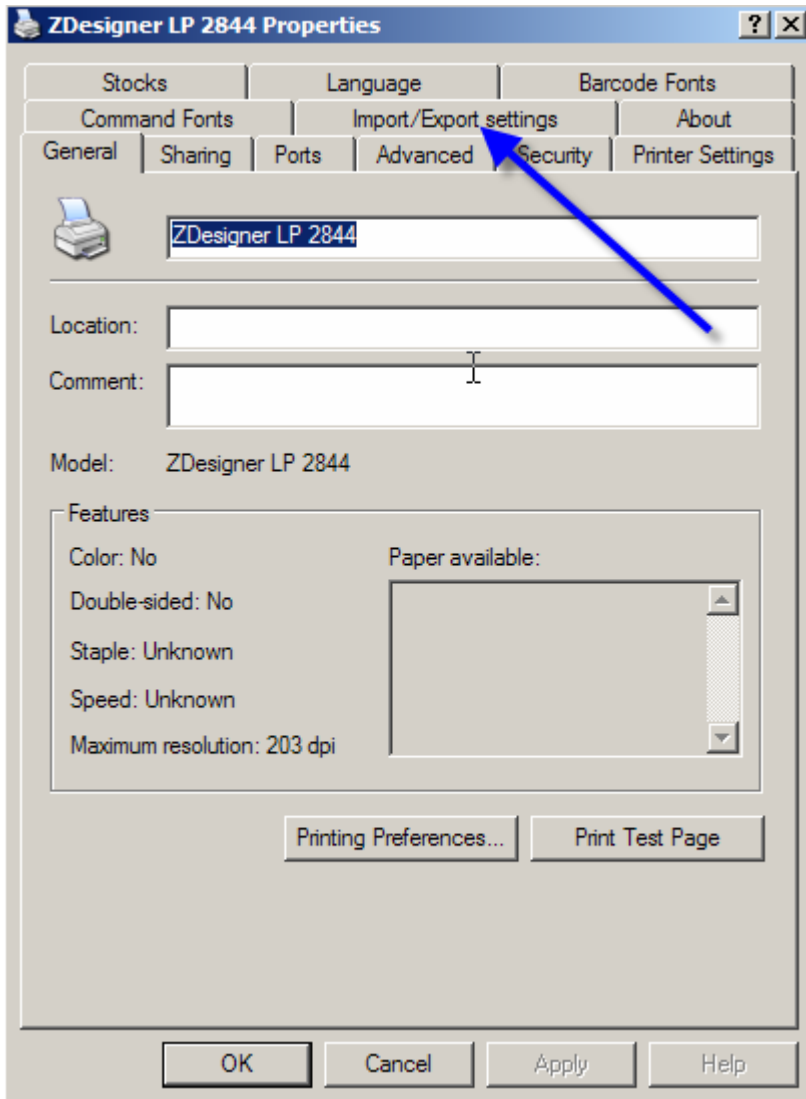 ZDesigner LP 2844 Properties
Stocks Language Barcode Fonts
Command Fonts Import/Export settings About
General Sharing Ports Advanced Security Printer Settings
ZDesigner LP 2844
Location:
Comment:
Model: ZDesigner LP 2844
Features
Color: No Paper available:
Double-sided: No
Staple: Unknown
Speed: Unknown
Maximum resolution: 203 dpi
Printing Preferences... Print Test Page
OK Cancel Apply Help